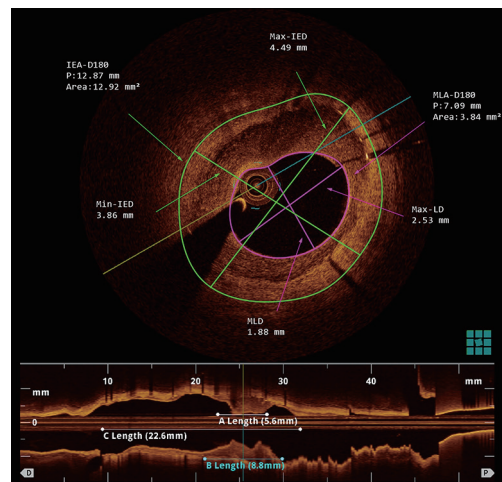 Max-IED
4.49 mm
IEA-D180
P:12.87 mm
Area:12.92 mm²
MLA-D180
P:7.09 mm
Area:3.84 mm²
Min-IED
3.86 mm
Max-LD
2.53 mm
MLD
1.88 mm
mm 10 20 30 40 mm
0
A Length (5.6mm)
C Length (22.6mm)
B Length (8.8mm)
D P